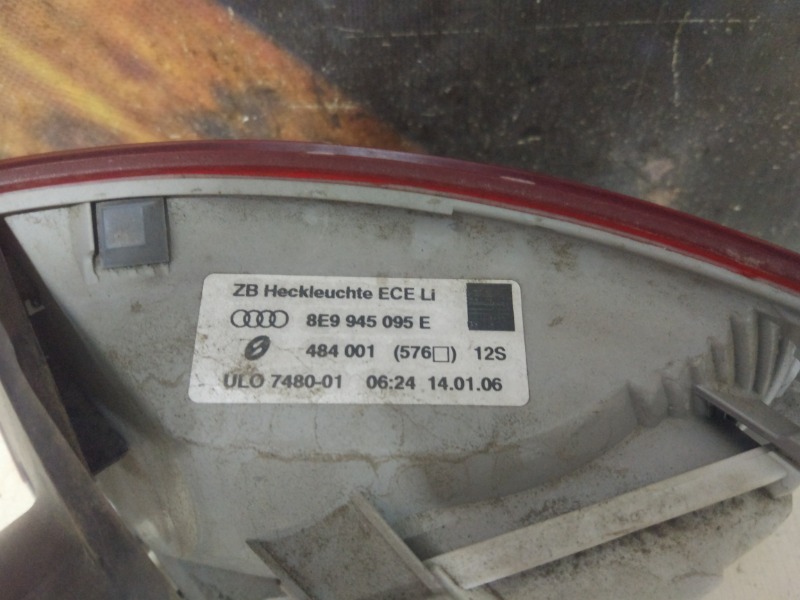 ZB Heckleuchte ECE Li
8E9 945 095 E
484 001 (576□) 12S
ULO 7480-01 06:24 14.01.06